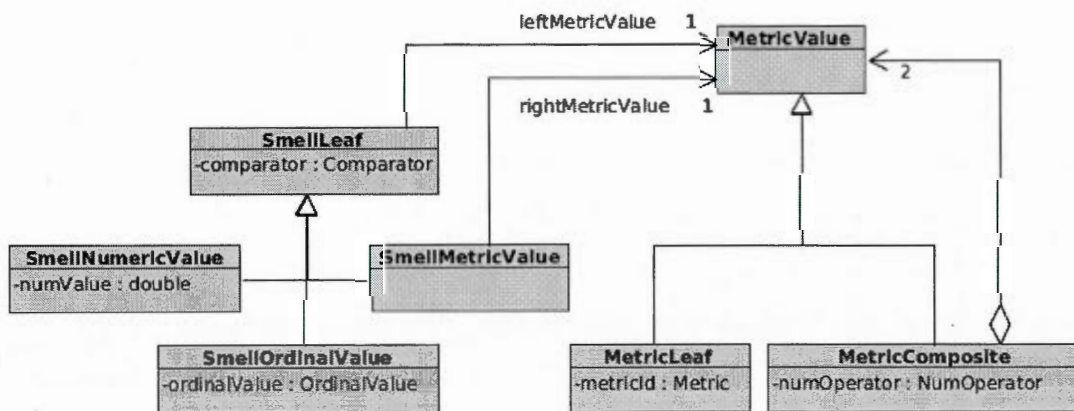 leftMetricValue 1
MetricValue
2
rightMetricValue 1
SmellLeaf
-comparator : Comparator
SmellNumericValue
-numValue : double
SmellMetricValue
SmellOrdinalValue
-ordinalValue : OrdinalValue
MetricLeaf
-metricId : Metric
MetricComposite
-numOperator : NumOperator